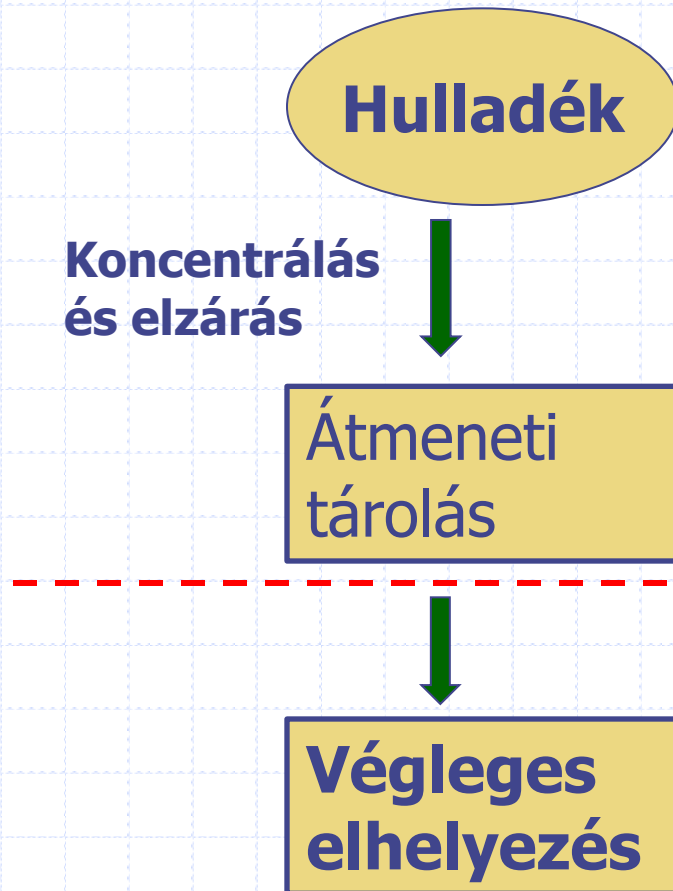 Hulladék
Koncentrálás
és elzárás
Átmeneti
tárolás
Végleges
elhelyezés